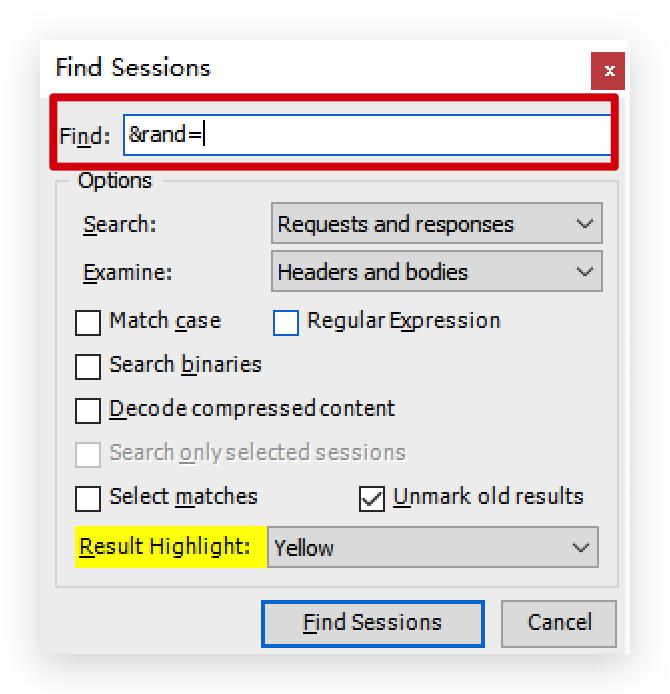 Find Sessions
x
Find: &rand=
Options
Search: Requests and responses
Examine: Headers and bodies
Match case Regular Expression
Search binaries
Decode compressed content
Search only selected sessions
Select matches Unmark old results
Result Highlight: Yellow
Find Sessions Cancel